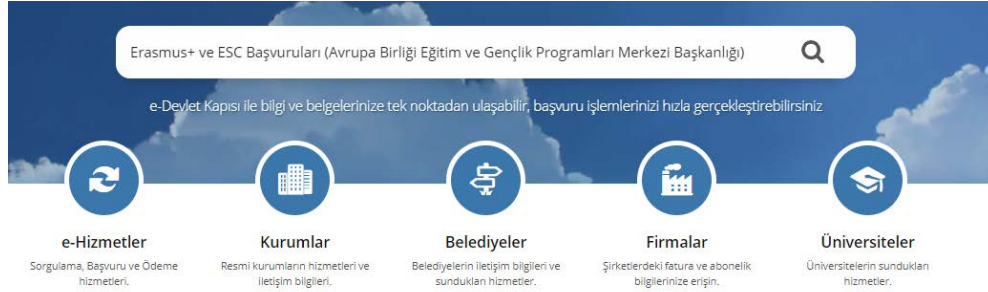 Erasmus+ ve ESC Başvuruları (Avrupa Birliği Eğitim ve Gençlik Programları Merkezi Başkanlığı)
e-Devlet Kapısı ile bilgi ve belgelerinize tek noktadan ulaşabilir, başvuru işlemlerinizi hızla gerçekleştirebilirsiniz
e-Hizmetler
Sorgulama, Başvuru ve Ödeme
hizmetleri.
Kurumlar
Resmi kurumların hizmetleri ve
iletişim bilgileri.
Belediyeler
Belediyelerin iletişim bilgileri ve
sundukları hizmetler.
Firmalar
Şirketlerdeki fatura ve abonelik
bilgilerinize erişin.
Üniversiteler
Üniversitelerin sundukları
hizmetler.